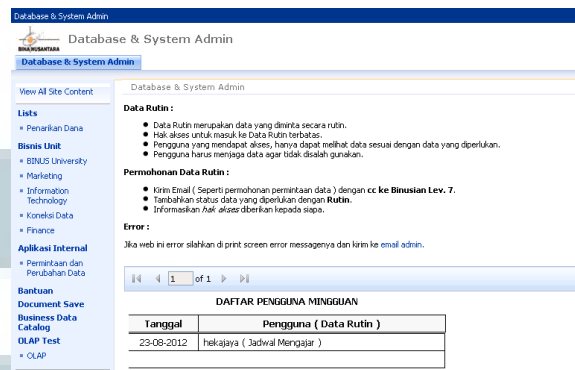 Database & System Admin
BINA NUSANTARA
Database & System Admin
Database & System Admin
View All Site Content
Lists
Penarikan Dana
Bisnis Unit
BINUS University
Marketing
Information
Technology
Koneksi Data
Finance
Aplikasi Internal
Permintaan dan
Perubahan Data
Bantuan
Document Save
Business Data
Catalog
OLAP Test
OLAP
Database & System Admin
Data Rutin :
Data Rutin merupakan data yang diminta secara rutin.
Hak akses untuk masuk ke Data Rutin terbatas.
Pengguna yang mendapat akses, hanya dapat melihat data sesuai dengan data yang diperlukan.
Pengguna harus menjaga data agar tidak disalah gunakan.
Permohonan Data Rutin :
Kirim Email ( Seperti permohonan permintaan data ) dengan cc ke Binusian Lev. 7.
Tambahkan status data yang diperlukan dengan Rutin.
Informasikan hak akses diberikan kepada siapa.
Error :
Jika web ini error silahkan di print screen error messagenya dan kirim ke email admin.
1 of 1
DAFTAR PENGGUNA MINGGUAN
Tanggal Pengguna ( Data Rutin )
23-08-2012 hekajaya ( Jadwal Mengajar )